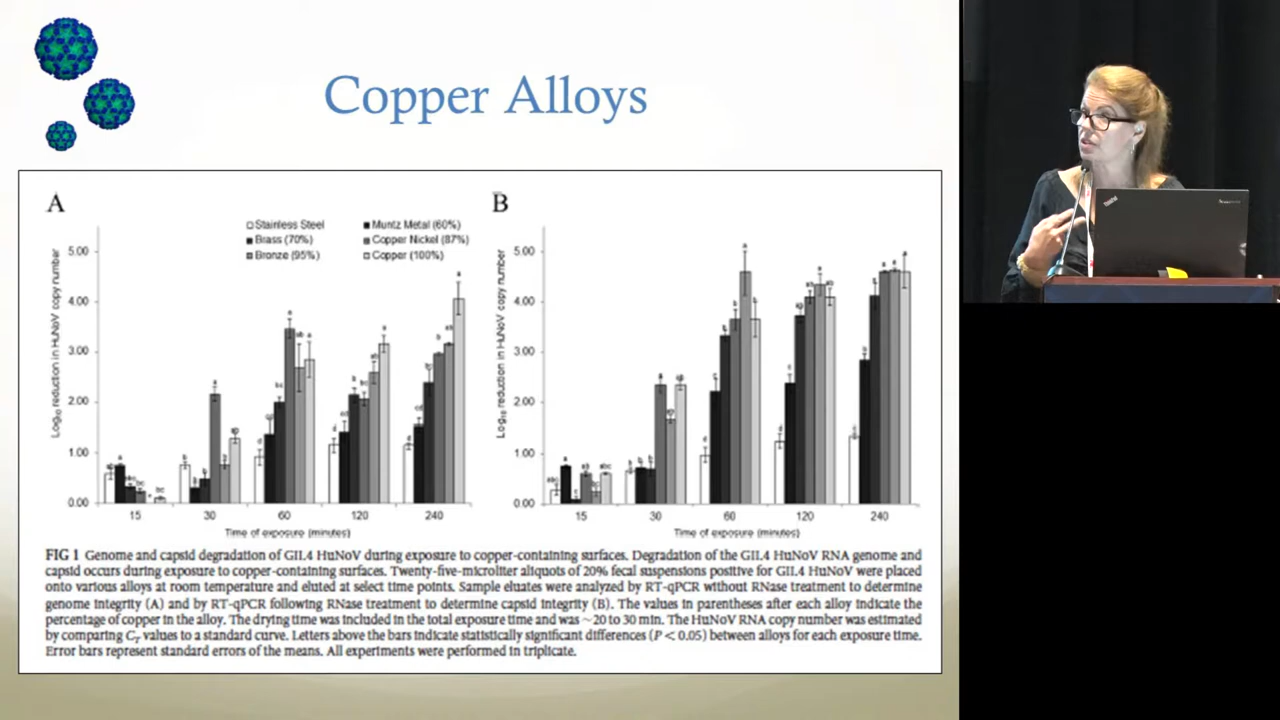 Copper Alloys
A
B
Stainless Steel
Muntz Metal (60%)
Brass (70%)
Copper Nickel (87%)
Bronze (95%)
Copper (100%)
Log₁₀ reduction in HuNoV copy number
5.00
4.00
3.00
2.00
1.00
0.00
15
30
60
120
240
Time of exposure (minutes)
Log₁₀ reduction in HuNoV copy number
5.00
4.00
3.00
2.00
1.00
0.00
15
30
60
120
240
Time of exposure (minutes)
FIG 1 Genome and capsid degradation of GII.4 HuNoV during exposure to copper-containing surfaces. Degradation of the GII.4 HuNoV RNA genome and
capsid occurs during exposure to copper-containing surfaces. Twenty-five-microliter aliquots of 20% fecal suspensions positive for GII.4 HuNoV were placed
onto various alloys at room temperature and eluted at select time points. Sample eluates were analyzed by RT-qPCR without RNase treatment to determine
genome integrity (A) and by RT-qPCR following RNase treatment to determine capsid integrity (B). The values in parentheses after each alloy indicate the
percentage of copper in the alloy. The drying time was included in the total exposure time and was ~20 to 30 min. The HuNoV RNA copy number was estimated
by comparing Cᴛ values to a standard curve. Letters above the bars indicate statistically significant differences (P < 0.05) between alloys for each exposure time.
Error bars represent standard errors of the means. All experiments were performed in triplicate.
ThinkPad